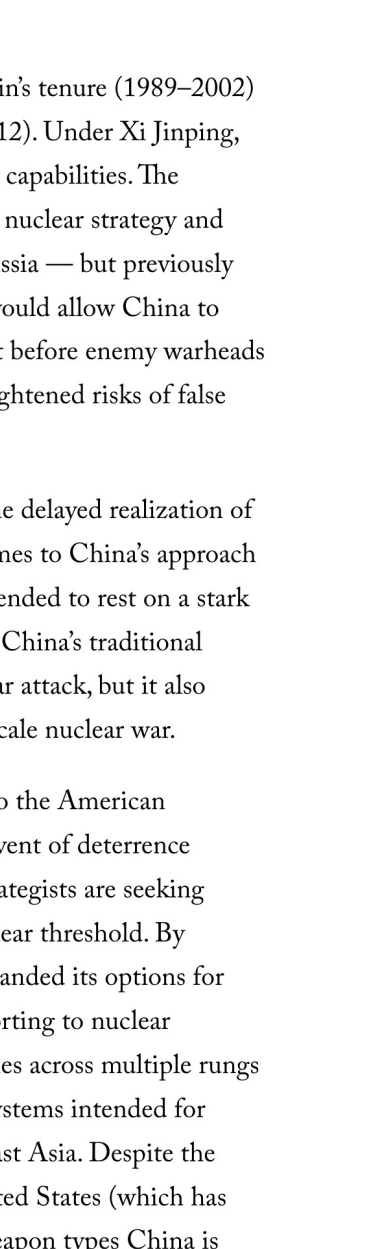 in's tenure (1989–2002)
12). Under Xi Jinping,
capabilities. The
nuclear strategy and
ssia — but previously
ould allow China to
t before enemy warheads
ghtened risks of false
e delayed realization of
mes to China's approach
ended to rest on a stark
China's traditional
ar attack, but it also
cale nuclear war.
o the American
vent of deterrence
ategists are seeking
ear threshold. By
anded its options for
rting to nuclear
es across multiple rungs
ystems intended for
ast Asia. Despite the
ted States (which has
eapon types China is